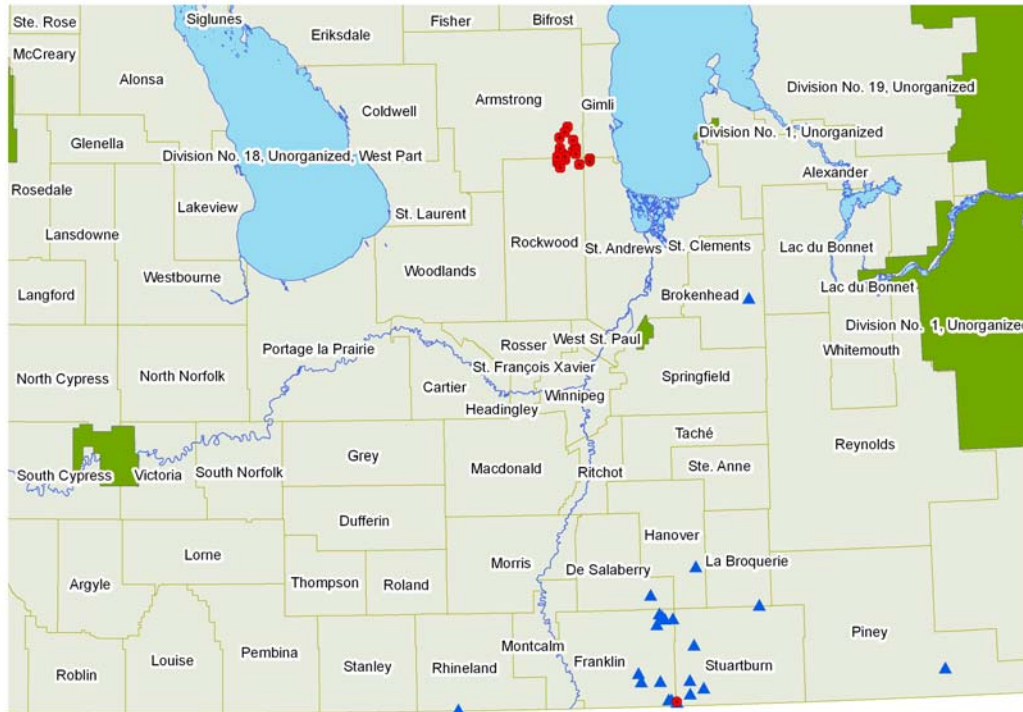 Ste. Rose
Siglunes
Fisher
Bifrost
Eriksdale
McCreary
Alonsa
Coldwell
Armstrong
Gimli
Division No. 19, Unorganized
Glenella
Division No. 1, Unorganized
Division No. 18, Unorganized, West Part
Alexander
Rosedale
Lakeview
Lansdowne
St. Laurent
Rockwood
St. Andrews
St. Clements
Lac du Bonnet
Westbourne
Woodlands
Langford
Lac du Bonnet
Brokenhead
Division No. 1, Unorganized
West St. Paul
Portage la Prairie
Rosser
Whitemouth
St. François Xavier
North Cypress
North Norfolk
Cartier
Springfield
Winnipeg
Headingley
Taché
Reynolds
Grey
South Cypress
Victoria
South Norfolk
Macdonald
Ritchot
Ste. Anne
Dufferin
Hanover
Lorne
Morris
La Broquerie
De Salaberry
Argyle
Thompson
Roland
Piney
Montcalm
Pembina
Louise
Franklin
Stuartburn
Roblin
Stanley
Rhineland